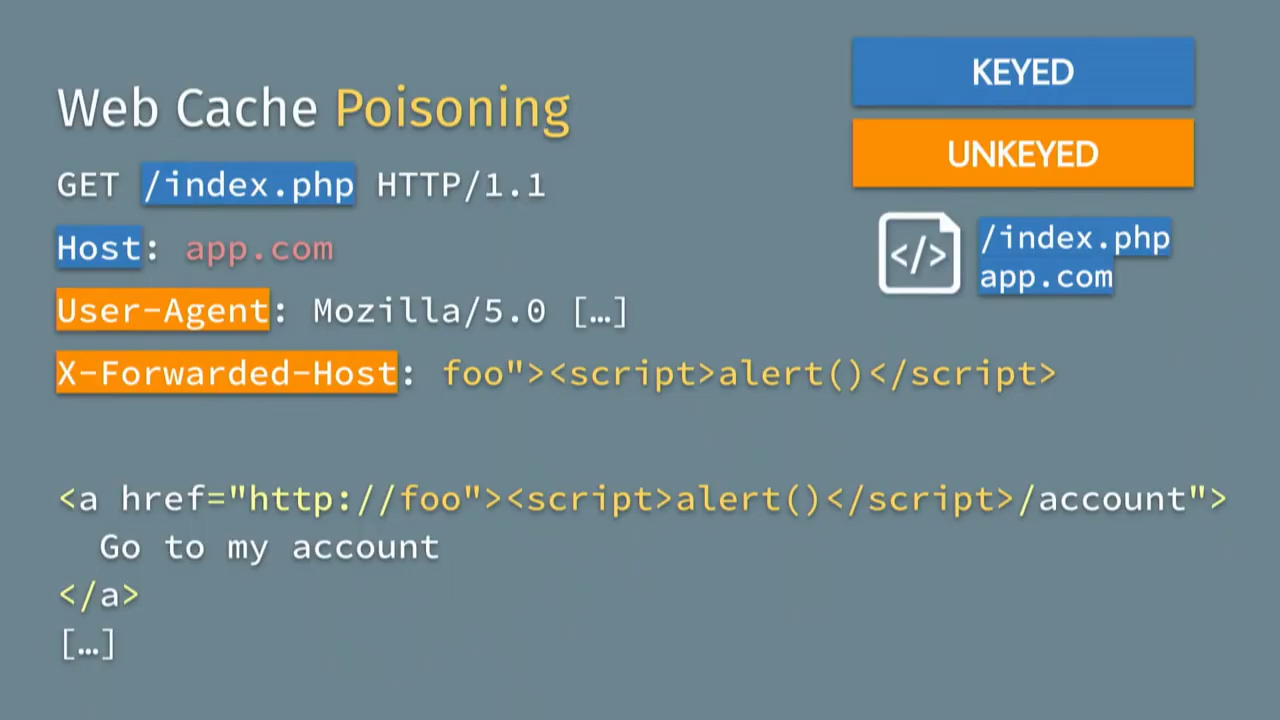 Web Cache Poisoning
KEYED
UNKEYED
GET /index.php HTTP/1.1
Host: app.com
User-Agent: Mozilla/5.0 […]
X-Forwarded-Host: foo"><script>alert()</script>
</>
/index.php
app.com
<a href="http://foo"><script>alert()</script>/account">
Go to my account
</a>
[…]